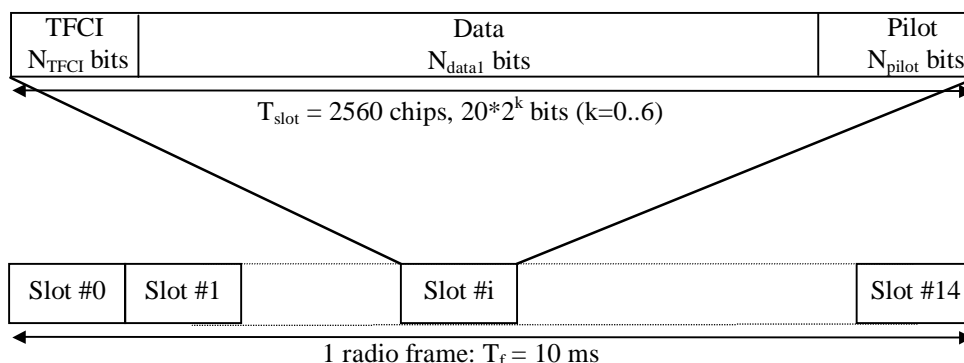 TFCI
N_TFCI bits
Data
N_data1 bits
Pilot
N_pilot bits
T_slot = 2560 chips, 20*2^k bits (k=0..6)
Slot #0
Slot #1
Slot #i
Slot #14
1 radio frame: T_f = 10 ms